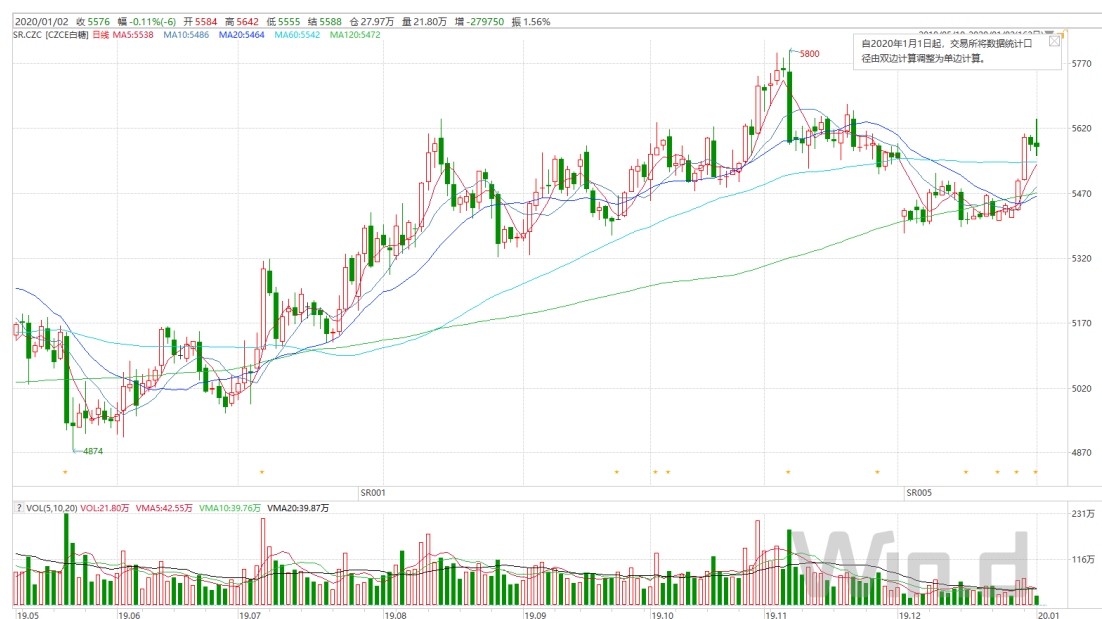 2020/01/02 收 5576 幅 -0.11%(-6) 开 5584 高 5642 低 5555 结 5588 仓 27.97万 量 21.80万 增 -279750 振 1.56%
SR.CZC [CZCE白糖] 日线 MA5:5538 MA10:5486 MA20:5464 MA60:5542 MA120:5472
自2020年1月1日起，交易所将数据统计口
径由双边计算调整为单边计算。
5800
5770
5620
5470
5320
5170
5020
4874
4870
SR001 SR005
? VOL(5,10,20) VOL:21.80万 VMA5:42.55万 VMA10:39.76万 VMA20:39.87万
231万
116万
Wind
19.05 19.06 19.07 19.08 19.09 19.10 19.11 19.12 20.01